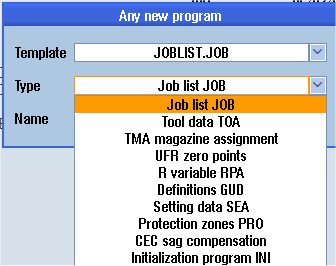 Any new program
Template JOBLIST.JOB
Type Job list JOB
Job list JOB
Name
Tool data TOA
TMA magazine assignment
UFR zero points
R variable RPA
Definitions GUD
Setting data SEA
Protection zones PRO
CEC sag compensation
Initialization program INI